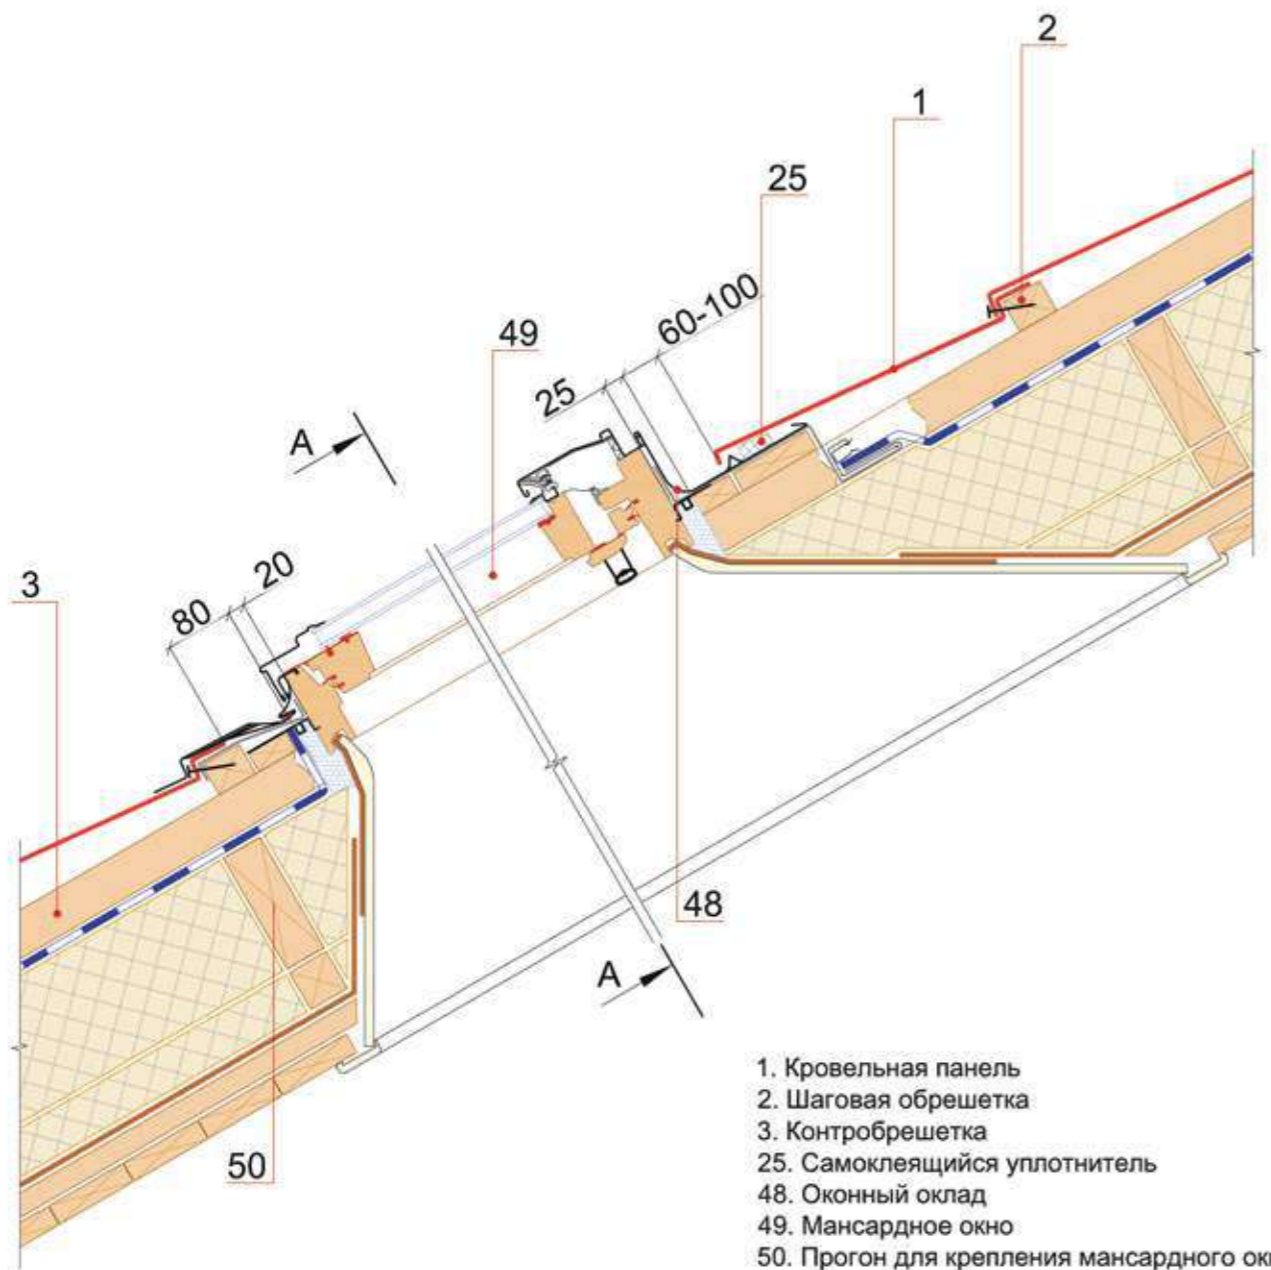 2
1
25
60-100
49
25
A
20
3
80
48
A
50
1. Кровельная панель
2. Шаговая обрешетка
3. Контробрешетка
25. Самоклеящийся уплотнитель
48. Оконный оклад
49. Мансардное окно
50. Прогон для крепления мансардного